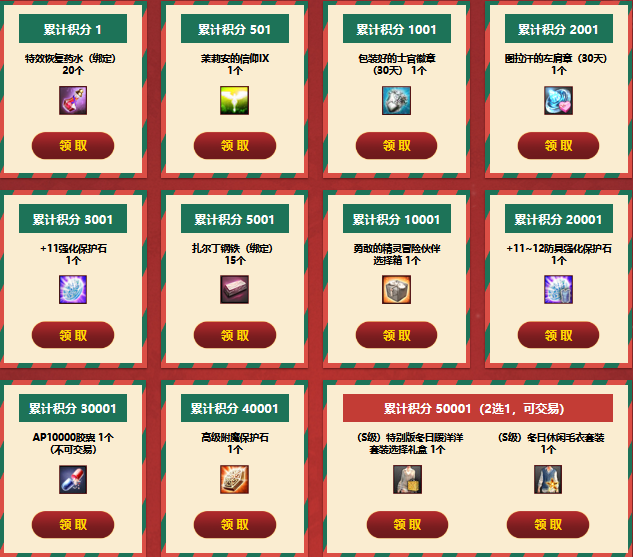 累计积分 1
特效恢复药水（绑定）
20个
领 取
累计积分 501
茉莉安的信仰IX
1个
领 取
累计积分 1001
包装好的士官徽章
（30天） 1个
领 取
累计积分 2001
图拉汗的左肩章（30天）
1个
领 取
累计积分 3001
+11强化保护石
1个
领 取
累计积分 5001
扎尔丁钢铁（绑定）
15个
领 取
累计积分 10001
勇敢的精灵冒险伙伴
选择箱 1个
领 取
累计积分 20001
+11~12防具强化保护石
1个
领 取
累计积分 30001
AP10000胶囊 1个
（不可交易）
领 取
累计积分 40001
高级附魔保护石
1个
领 取
累计积分 50001（2选1，可交易）
（S级）特别版冬日暖洋洋
套装选择礼盒 1个
领 取
（S级）冬日休闲毛衣套装
1个
领 取